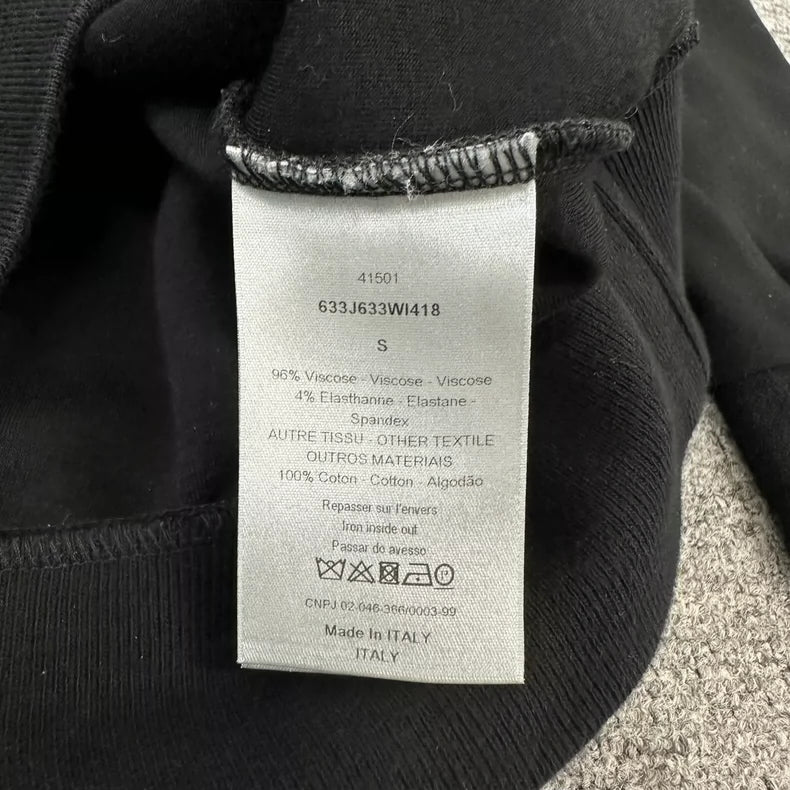 41501
633J633WI418
S
96% Viscose - Viscose - Viscose
4% Elasthanne - Elastane -
Spandex
AUTRE TISSU - OTHER TEXTILE
OUTROS MATERIAIS
100% Coton - Cotton - Algodão
Repasser sur l'envers
Iron inside out
Passar do avesso
P
CNPJ 02-046-366/0003-99
Made In ITALY
ITALY